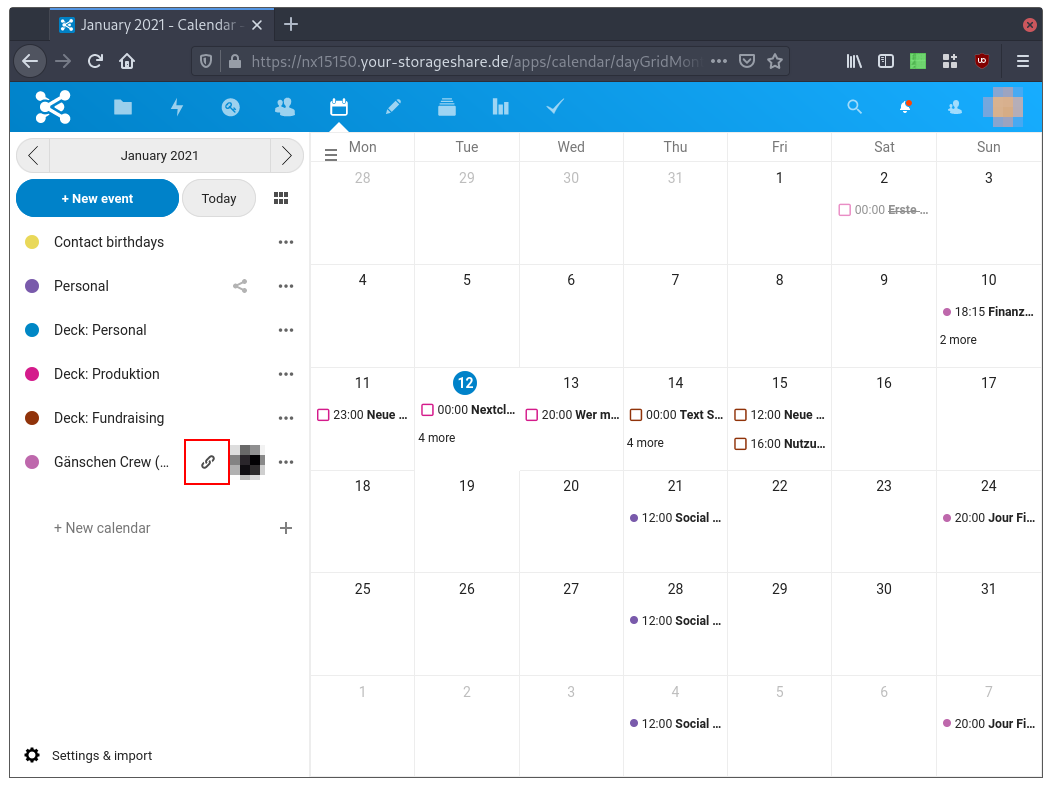 January 2021 - Calendar -
https://nx15150.your-storageshare.de/apps/calendar/dayGridMon
January 2021
+ New event
Today
Contact birthdays
Personal
Deck: Personal
Deck: Produktion
Deck: Fundraising
Gänschen Crew (...
+ New calendar
Settings & import
Mon Tue Wed Thu Fri Sat Sun
28 29 30 31 1 2 3
00:00 Erste-...
4 5 6 7 8 9 10
18:15 Finanz...
2 more
11 12 13 14 15 16 17
23:00 Neue ...
00:00 Nextcl...
4 more
20:00 Wer m...
00:00 Text S...
4 more
12:00 Neue ...
16:00 Nutzu...
18 19 20 21 22 23 24
12:00 Social ...
20:00 Jour Fi...
25 26 27 28 29 30 31
12:00 Social ...
1 2 3 4 5 6 7
12:00 Social ...
20:00 Jour Fi...